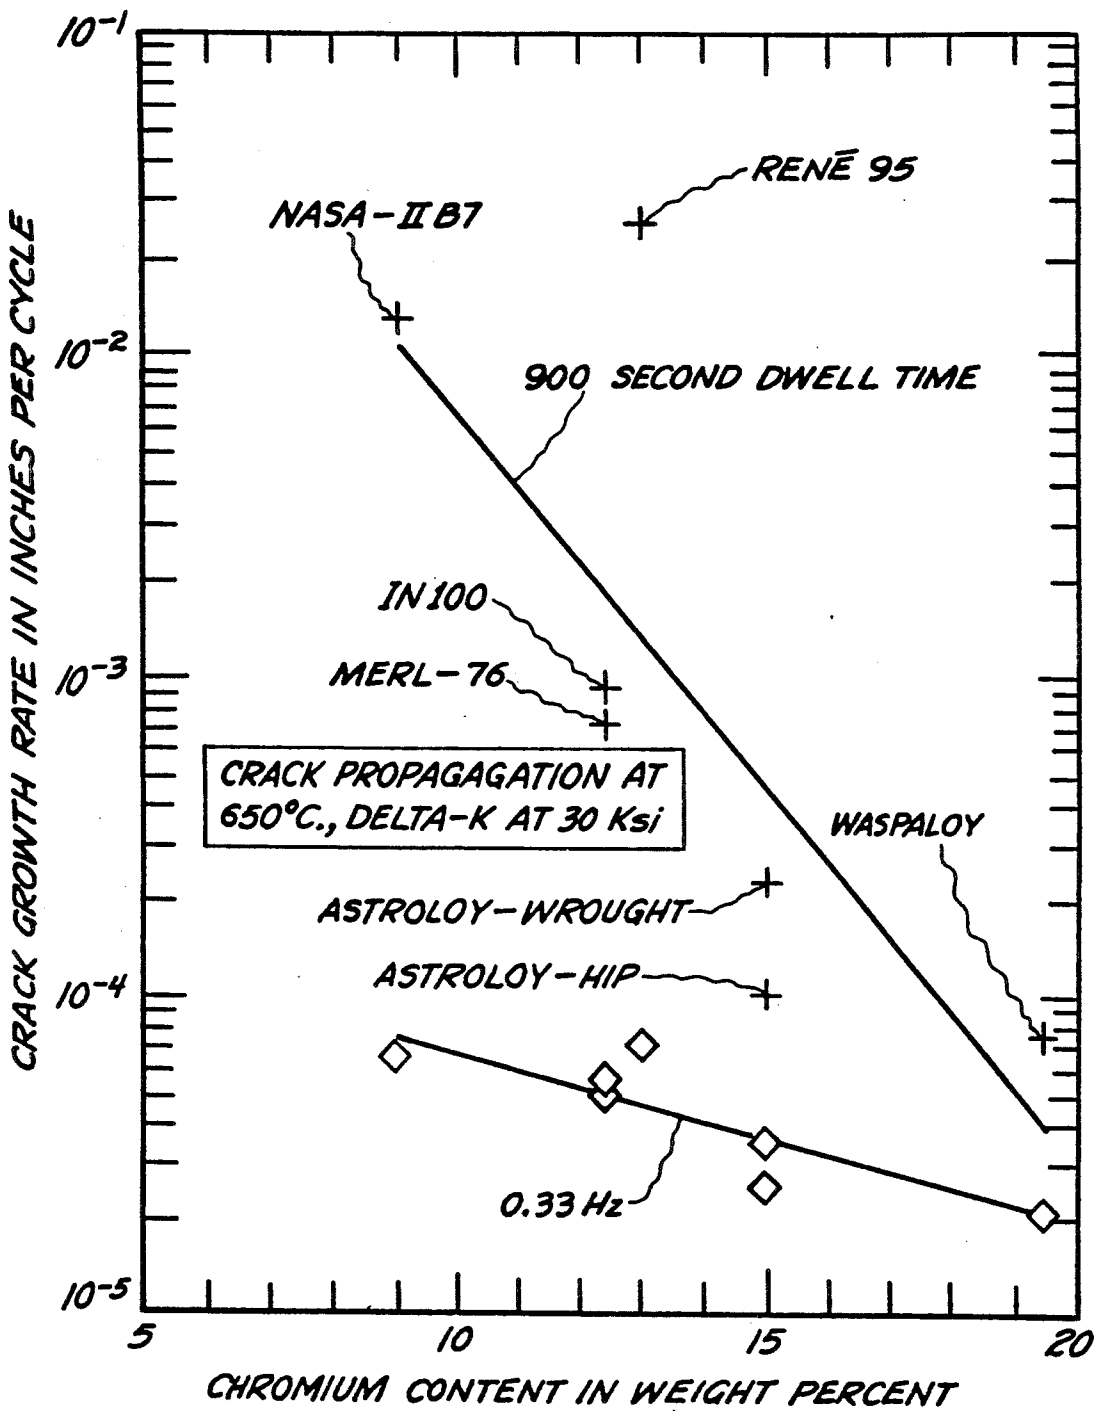 10⁻¹
RENĒ 95
NASA-II B7
10⁻²
900 SECOND DWELL TIME
IN 100
10⁻³
MERL-76
CRACK PROPAGAGATION AT
650°C., DELTA-K AT 30 Ksi
WASPALOY
ASTROLOY-WROUGHT
ASTROLOY-HIP
10⁻⁴
0.33 Hz
10⁻⁵
5 10 15 20
CHROMIUM CONTENT IN WEIGHT PERCENT
CRACK GROWTH RATE IN INCHES PER CYCLE